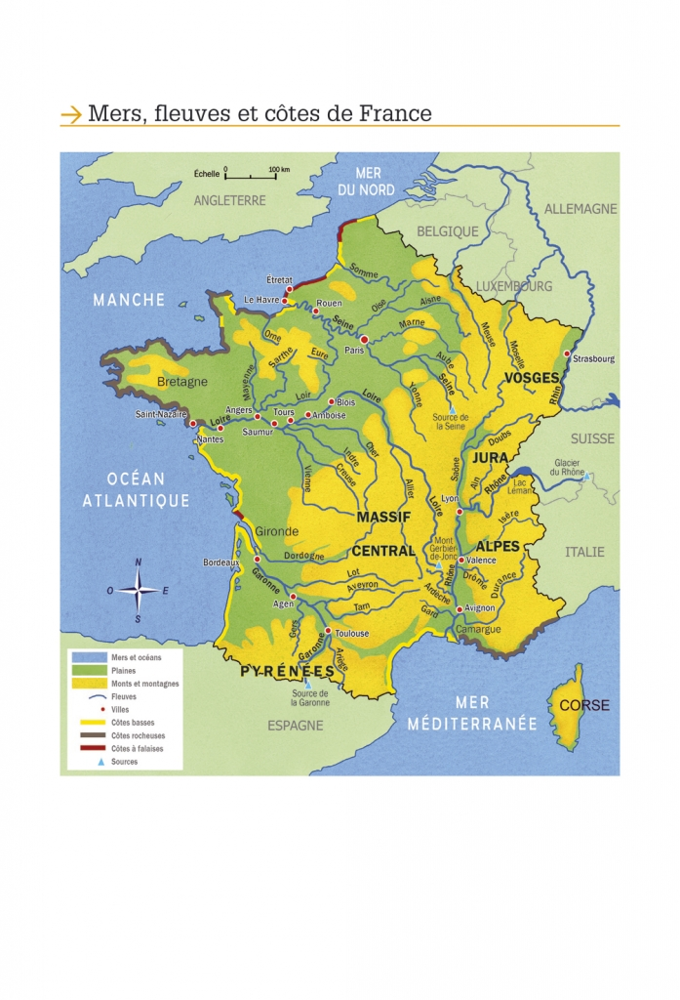 → Mers, fleuves et côtes de France
Échelle 0 100 km
MER
DU NORD
ANGLETERRE
ALLEMAGNE
BELGIQUE
LUXEMBOURG
MANCHE
Somme
Étretat
Le Havre
Rouen
Oise
Aisne
Seine
Marne
Meuse
Moselle
Paris
Orne
Eure
Sarthe
Mayenne
Aube
Seine
Yonne
Strasbourg
VOSGES
Rhin
Bretagne
Loir
Blois
Loire
Saint-Nazaire
Angers
Tours
Amboise
Loire
Saumur
Nantes
Source de
la Seine
Doubs
SUISSE
JURA
Glacier
du Rhône
Saône
Ain
Rhône
Lac
Léman
Cher
Indre
Creuse
Vienne
Allier
Loire
OCÉAN
ATLANTIQUE
Lyon
Isère
MASSIF
CENTRAL
Gironde
Mont
Gerbier-
de-Jonc
ALPES
ITALIE
Dordogne
Bordeaux
Valence
Garonne
Lot
Aveyron
Rhône
Drôme
Durance
Ardèche
Agen
Tarn
Gard
Avignon
Camargue
Gers
Garonne
Toulouse
Ariège
PYRÉNÉES
Source de
la Garonne
ESPAGNE
MER
MÉDITERRANÉE
CORSE
N
O
E
S
Mers et océans
Plaines
Monts et montagnes
Fleuves
Villes
Côtes basses
Côtes rocheuses
Côtes à falaises
Sources